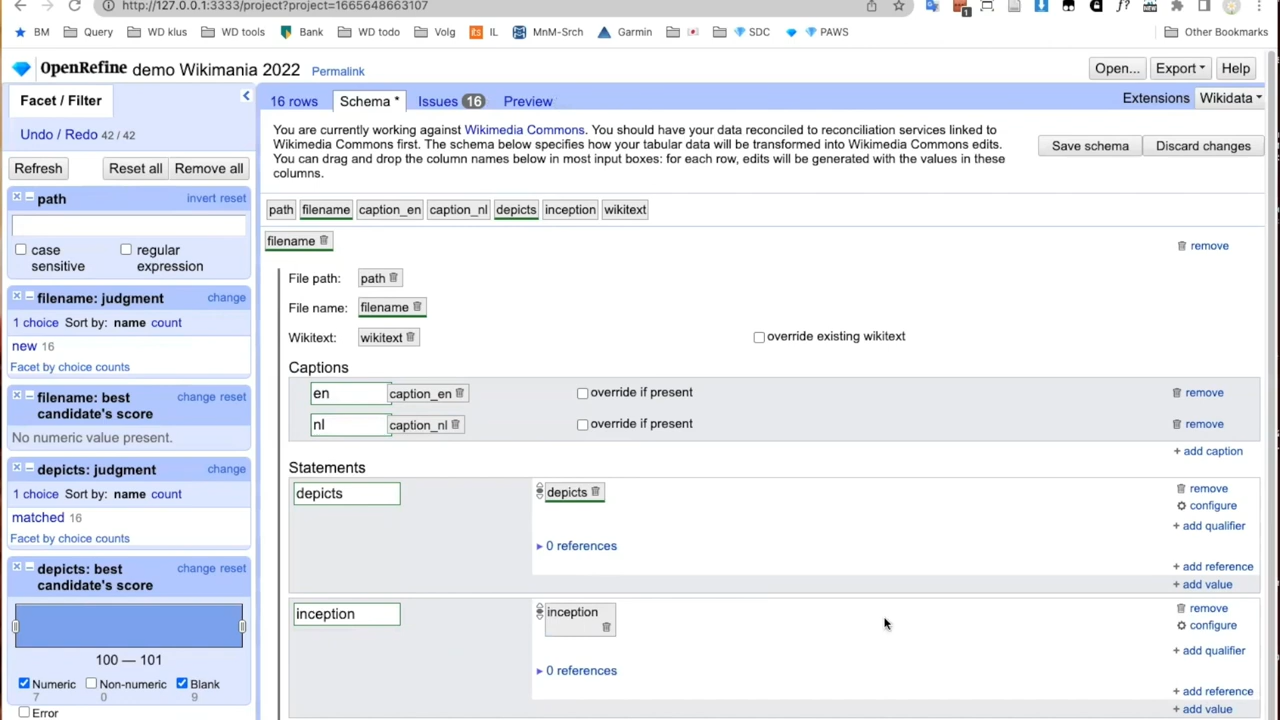 http://127.0.0.1:3333/project?project=1665648663107
1
BM Query WD klus WD tools Bank WD todo Volg IL MnM-Srch Garmin SDC PAWS Other Bookmarks
OpenRefine demo Wikimania 2022 Permalink Open... Export Help
Facet / Filter 16 rows Schema * Issues 16 Preview Extensions Wikidata
Undo / Redo 42 / 42
Refresh Reset all Remove all
You are currently working against Wikimedia Commons. You should have your data reconciled to reconciliation services linked to
Wikimedia Commons first. The schema below specifies how your tabular data will be transformed into Wikimedia Commons edits.
You can drag and drop the column names below in most input boxes: for each row, edits will be generated with the values in these
columns.
Save schema Discard changes
path invert reset
case sensitive
regular expression
filename: judgment change
1 choice Sort by: name count
new 16
Facet by choice counts
filename: best candidate's score change reset
No numeric value present.
depicts: judgment change
1 choice Sort by: name count
matched 16
Facet by choice counts
depicts: best candidate's score change reset
100 — 101
Numeric 7 Non-numeric 0 Blank 9
Error
path filename caption_en caption_nl depicts inception wikitext
filename remove
File path: path
File name: filename
Wikitext: wikitext override existing wikitext
Captions
en caption_en override if present remove
nl caption_nl override if present remove
+ add caption
Statements
depicts depicts remove
configure
+ add qualifier
0 references
+ add reference
+ add value
inception inception remove
configure
+ add qualifier
0 references
+ add reference
+ add value